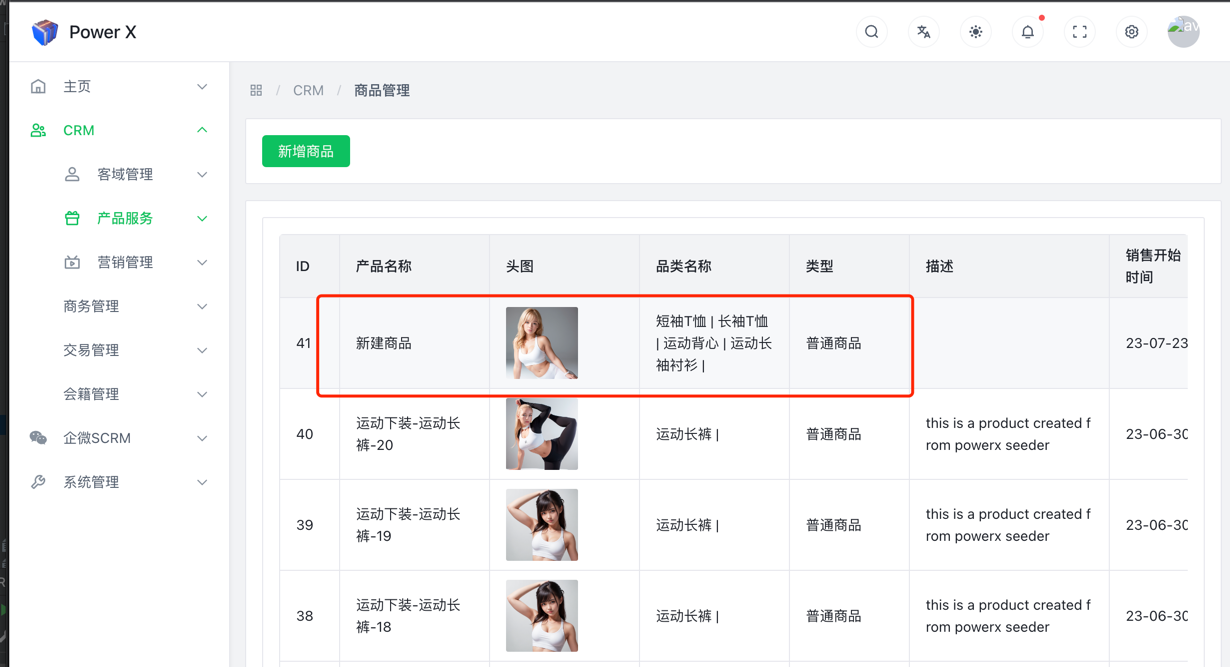 Power X
主页
CRM
客域管理
产品服务
营销管理
商务管理
交易管理
会籍管理
企微SCRM
系统管理
/ CRM / 商品管理
新增商品
ID 产品名称 头图 品类名称 类型 描述 销售开始
时间
41 新建商品 短袖T恤 | 长袖T恤
| 运动背心 | 运动长
袖衬衫 | 普通商品 23-07-23
40 运动下装-运动长
裤-20 运动长裤 | 普通商品 this is a product created f
rom powerx seeder 23-06-30
39 运动下装-运动长
裤-19 运动长裤 | 普通商品 this is a product created f
rom powerx seeder 23-06-30
38 运动下装-运动长
裤-18 运动长裤 | 普通商品 this is a product created f
rom powerx seeder 23-06-30